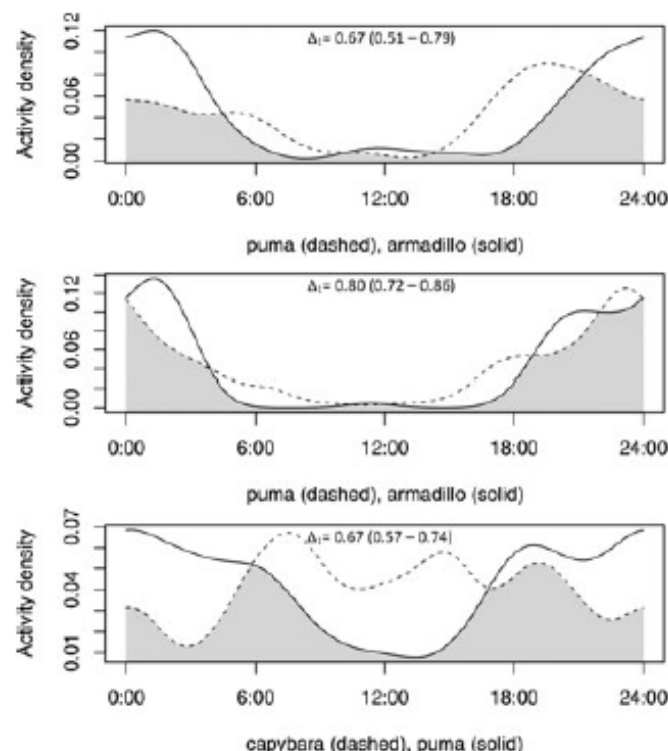 Δ₁= 0.67 (0.51 – 0.79)
Activity density
0.00 0.06 0.12
0:00 6:00 12:00 18:00 24:00
puma (dashed), armadillo (solid)
Δ₁= 0.80 (0.72 – 0.86)
Activity density
0.00 0.06 0.12
0:00 6:00 12:00 18:00 24:00
puma (dashed), armadillo (solid)
Δ₁= 0.67 (0.57 – 0.74)
Activity density
0.01 0.04 0.07
0:00 6:00 12:00 18:00 24:00
capybara (dashed), puma (solid)